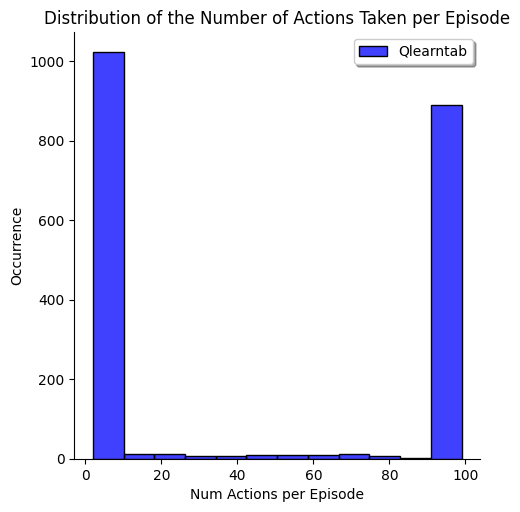 Distribution of the Number of Actions Taken per Episode
Qlearntab
1000
800
600
400
200
0
Occurrence
0 20 40 60 80 100
Num Actions per Episode